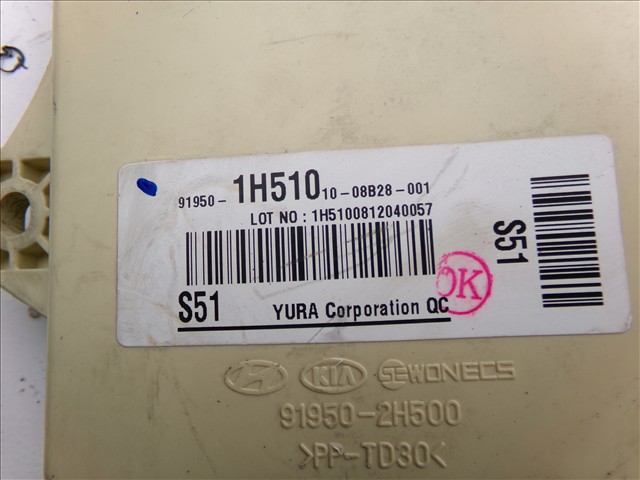 91950- 1H510 10-08B28-001
LOT NO : 1H5100812040057
S51 YURA Corporation QC
S51
OK
KIA SEWONECS
91950-2H500
>PP-TD30<